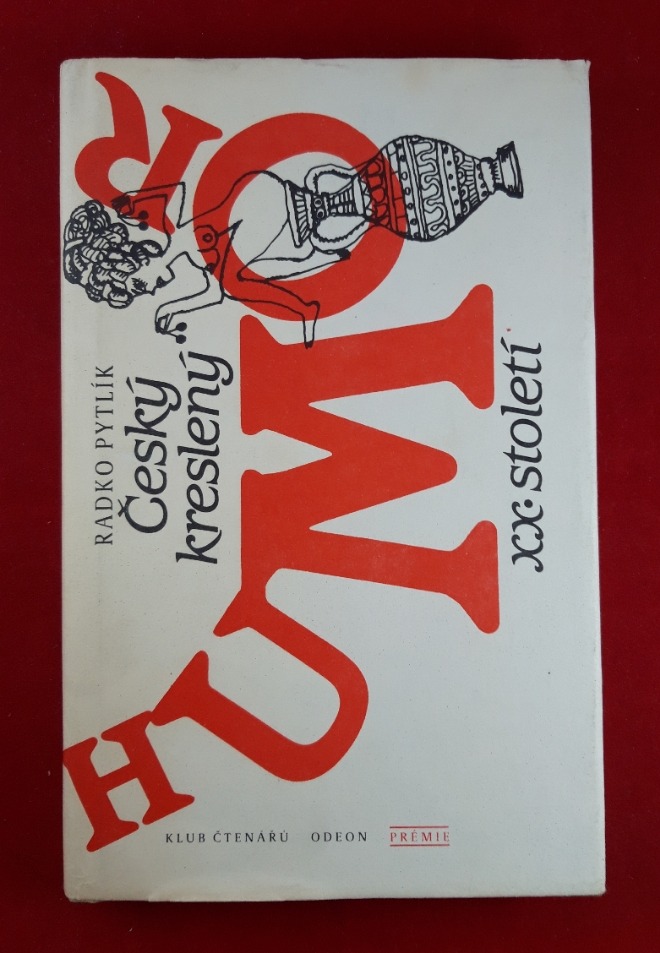 RADKO PYTLÍK
Český
kreslený
HUMOR
XX. století
KLUB ČTENÁŘŮ ODEON PRÉMIE